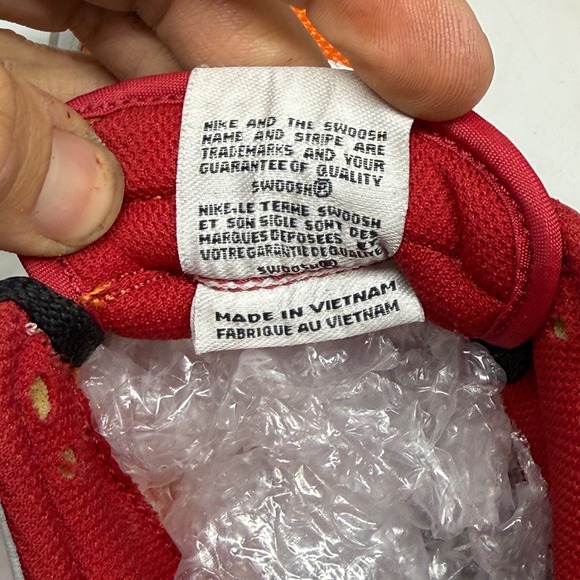 NIKE AND THE SWOOSH
NAME AND STRIPE ARE
TRADEMARKS AND YOUR
GUARANTEE OF QUALITY
SWOOSH®
NIKE-LE TERME SWOOSH
ET SON SIGLE SONT DES
MARQUES DEPOSEES ET
VOTRE GARANTIE DE QUALITE
SWOOSH®
MADE IN VIETNAM
FABRIQUE AU VIETNAM